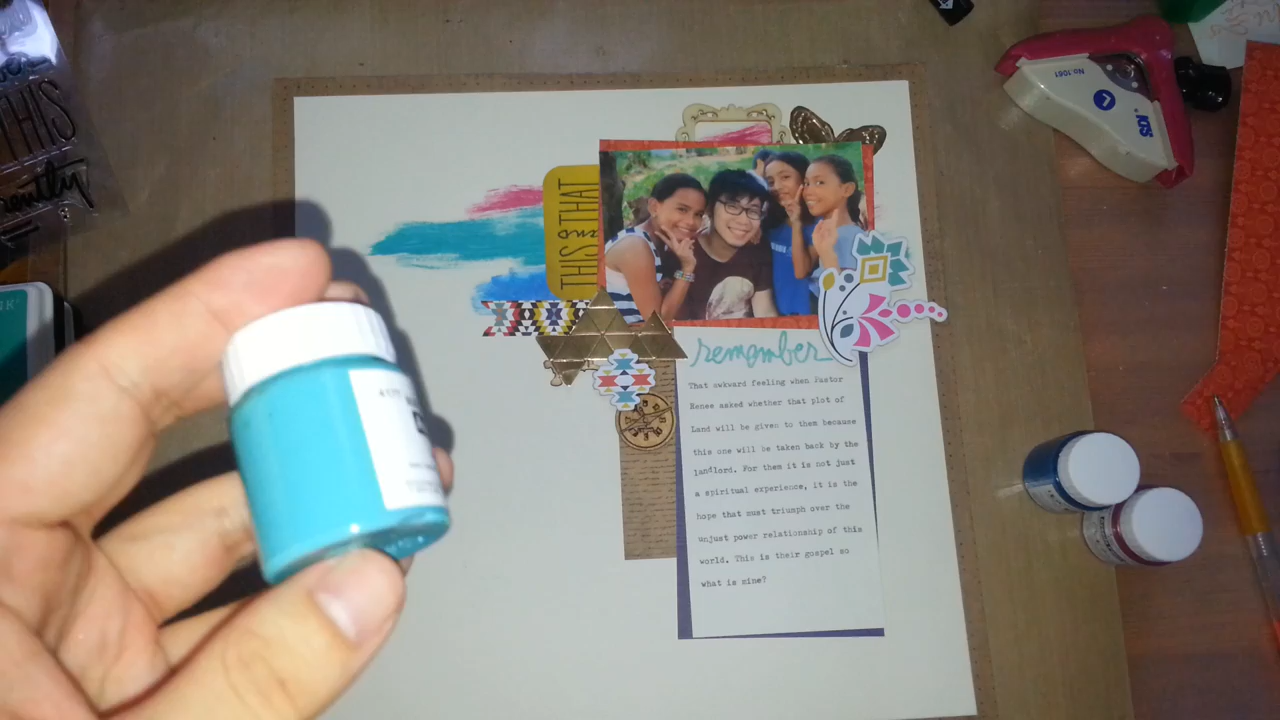 THIS
ently
THIS and THAT
remember
That awkward feeling when Pastor
Renee asked whether that plot of
Land will be given to them because
this one will be taken back by the
landlord. For them it is not just
a spiritual experience, it is the
hope that must triumph over the
unjust power relationship of this
world. This is their gospel so
what is mine?
No.1061